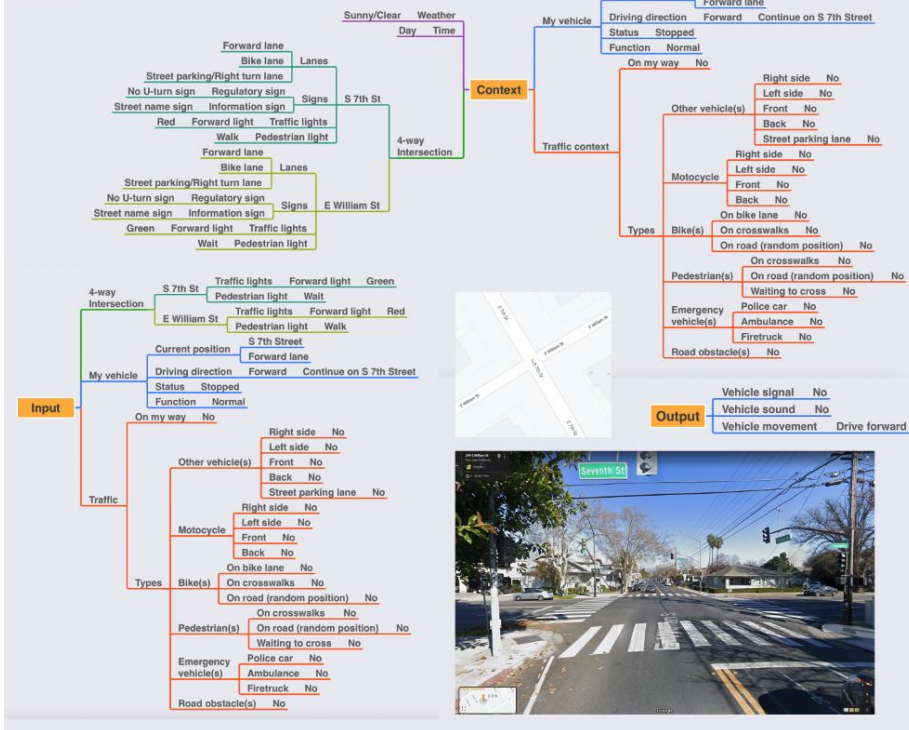 Forward lane
Sunny/Clear Weather
Day Time
My vehicle
Driving direction Forward Continue on S 7th Street
Status Stopped
Function Normal
Context
Forward lane
Bike lane Lanes
Street parking/Right turn lane
No U-turn sign Regulatory sign
Street name sign Information sign
Signs S 7th St
Red Forward light Traffic lights
Walk Pedestrian light
4-way Intersection
Forward lane
Bike lane Lanes
Street parking/Right turn lane
No U-turn sign Regulatory sign
Street name sign Information sign
Signs E William St
Green Forward light Traffic lights
Wait Pedestrian light
Traffic context
On my way No
Types
Other vehicle(s)
Right side No
Left side No
Front No
Back No
Street parking lane No
Motocycle
Right side No
Left side No
Front No
Back No
Bike(s)
On bike lane No
On crosswalks No
On road (random position) No
Pedestrian(s)
On crosswalks No
On road (random position) No
Waiting to cross No
Emergency vehicle(s)
Police car No
Ambulance No
Firetruck No
Road obstacle(s) No
Input
4-way Intersection
S 7th St
Traffic lights Forward light Green
Pedestrian light Wait
E William St
Traffic lights Forward light Red
Pedestrian light Walk
My vehicle
Current position
S 7th Street
Forward lane
Driving direction Forward Continue on S 7th Street
Status Stopped
Function Normal
Traffic
On my way No
Types
Other vehicle(s)
Right side No
Left side No
Front No
Back No
Street parking lane No
Motocycle
Right side No
Left side No
Front No
Back No
Bike(s)
On bike lane No
On crosswalks No
On road (random position) No
Pedestrian(s)
On crosswalks No
On road (random position) No
Waiting to cross No
Emergency vehicle(s)
Police car No
Ambulance No
Firetruck No
Road obstacle(s) No
S 7th St
E William St
S 7th St
E William St
S 7th St
Output
Vehicle signal No
Vehicle sound No
Vehicle movement Drive forward
Seventh St
Google